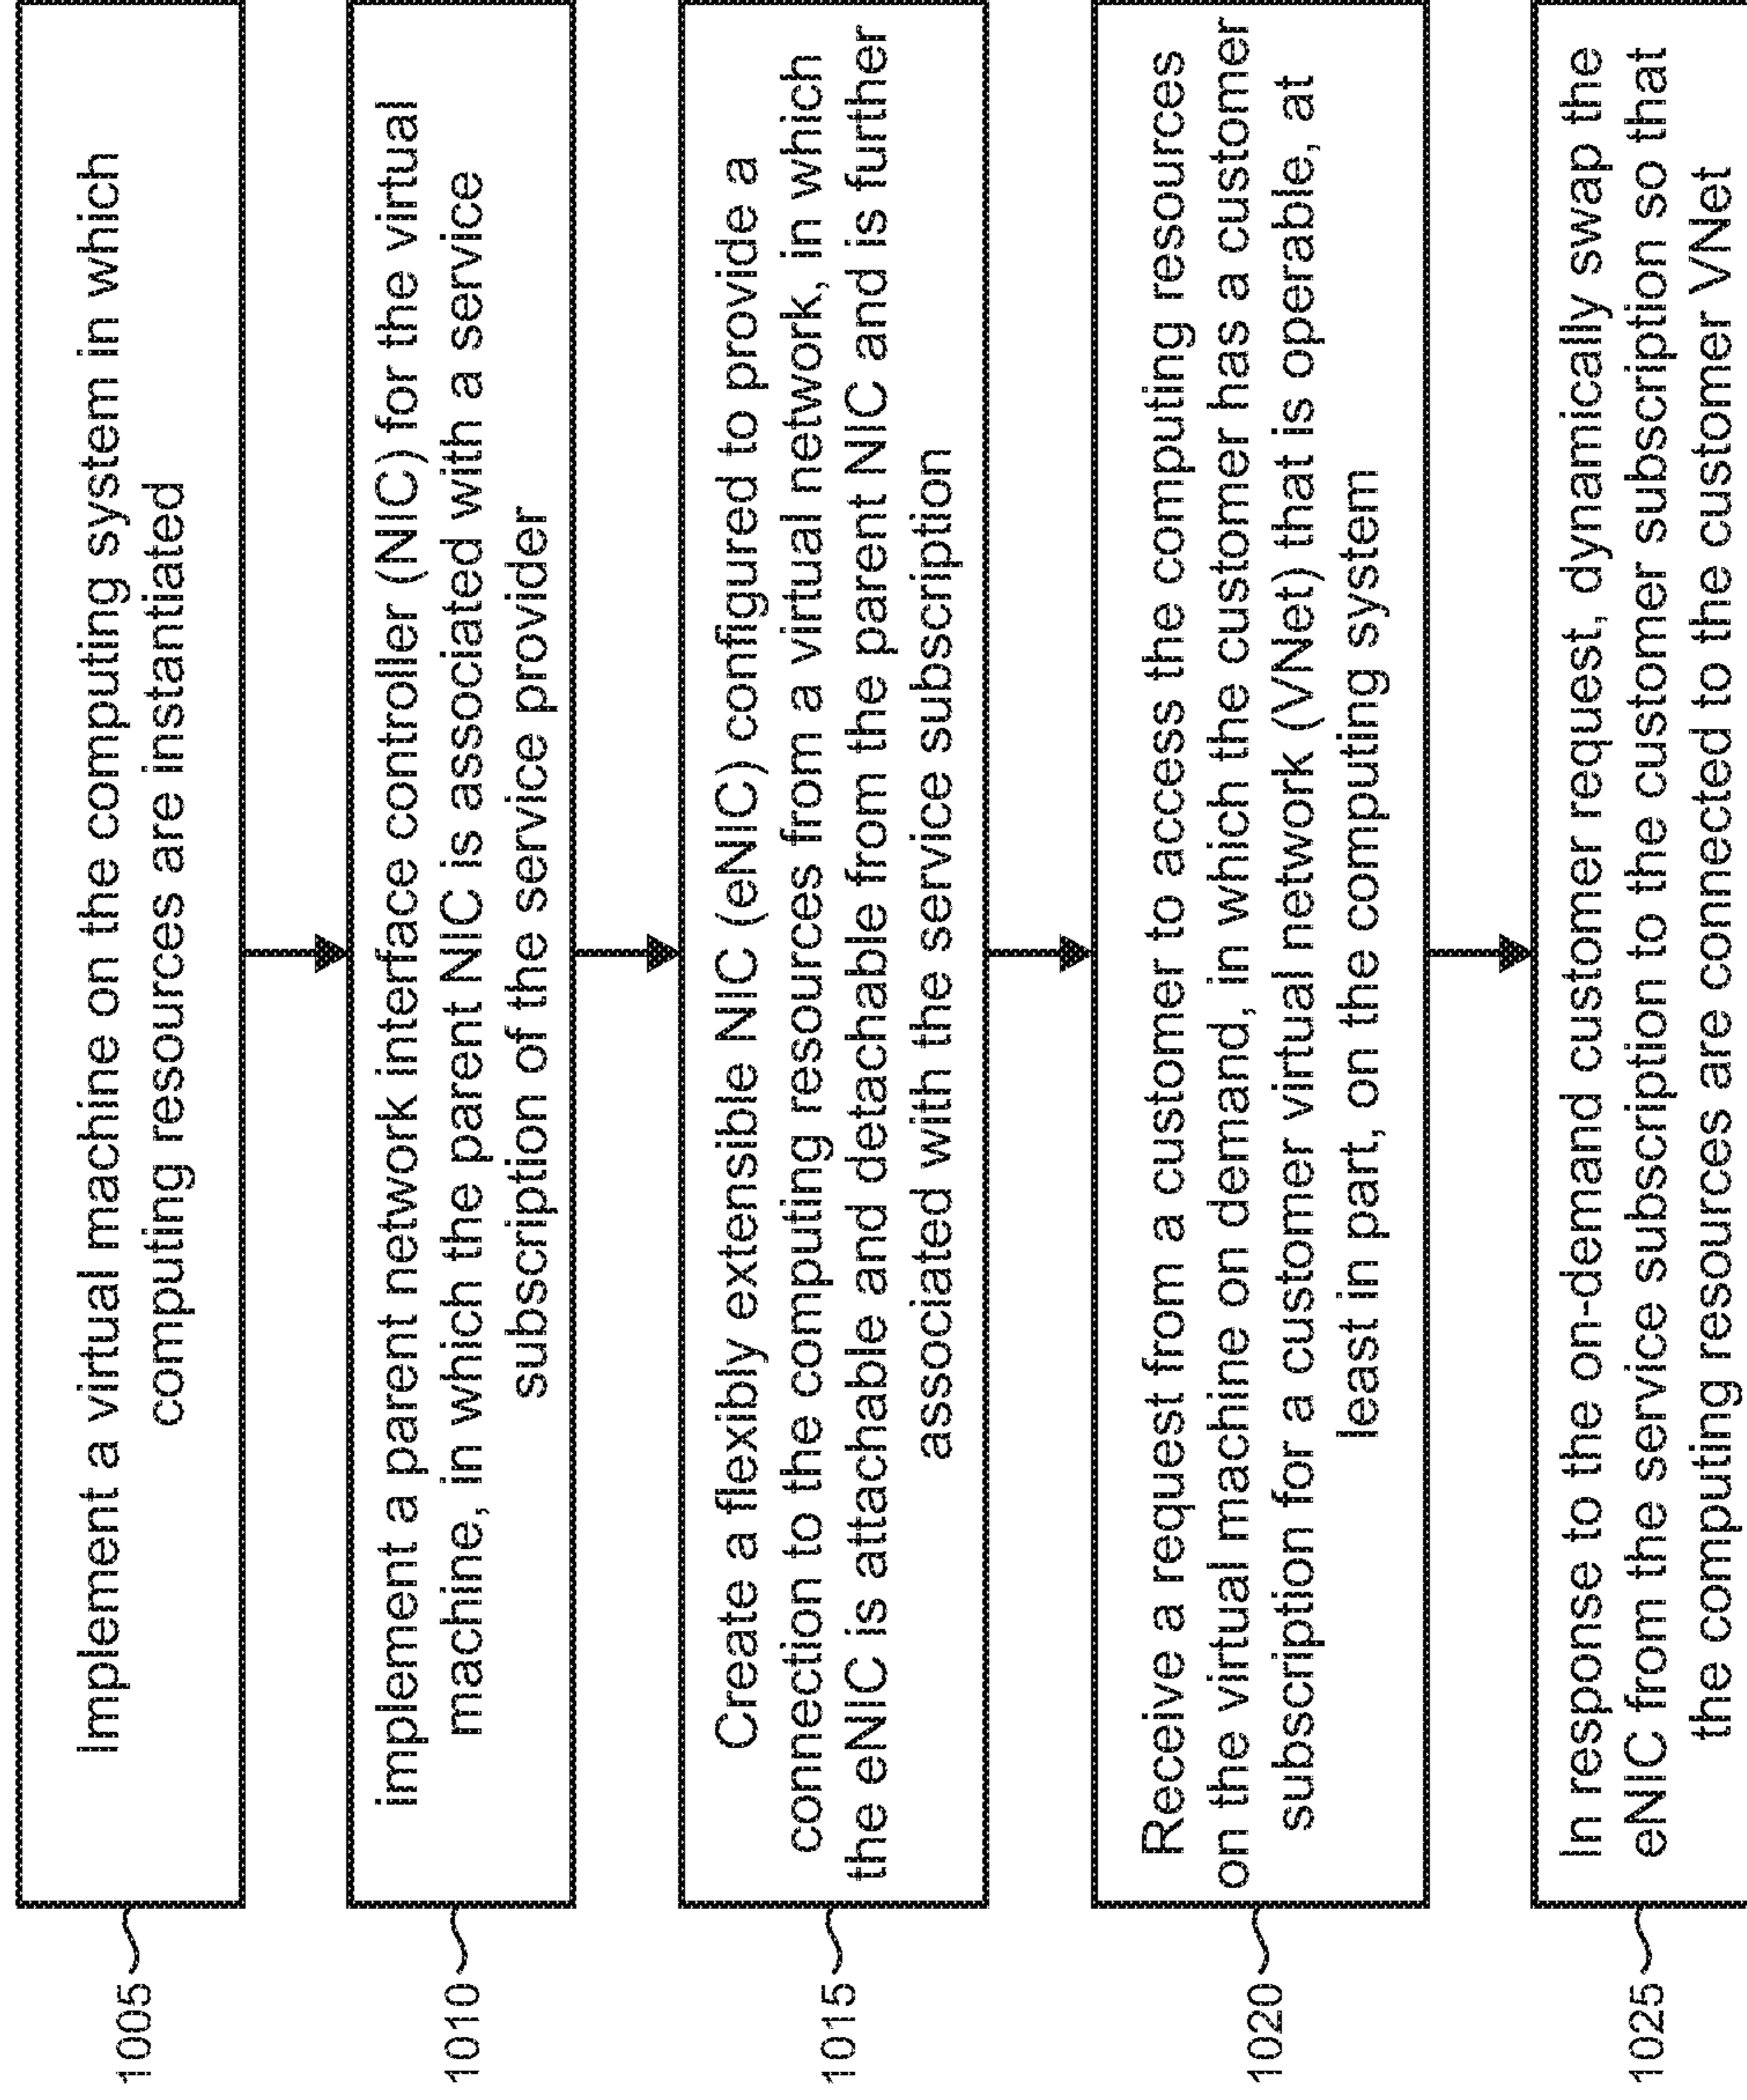 1005
Implement a virtual machine on the computing system in which
computing resources are instantiated
1010
Implement a parent network interface controller (NIC) for the virtual
machine, in which the parent NIC is associated with a service
subscription of the service provider
1015
Create a flexibly extensible NIC (eNIC) configured to provide a
connection to the computing resources from a virtual network, in which
the eNIC is attachable and detachable from the parent NIC and is further
associated with the service subscription
1020
Receive a request from a customer to access the computing resources
on the virtual machine on demand, in which the customer has a customer
subscription for a customer virtual network (VNet) that is operable, at
least in part, on the computing system
1025
In response to the on-demand customer request, dynamically swap the
eNIC from the service subscription to the customer subscription so that
the computing resources are connected to the customer VNet